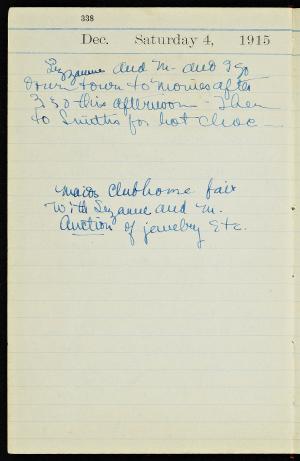 338
Dec. Saturday 4, 1915
Suzzanne and M- and I go
down town to movies after
3 30 this afternoon - Then
to Smiths for hot choc -
maids clubhome fair
With Suzanne and M.
Auction of jewelry Etc.